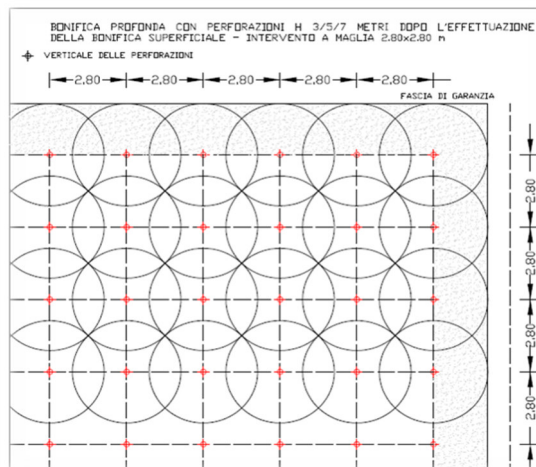 BONIFICA PROFONDA CON PERFORAZIONI H 3/5/7 METRI DOPO L'EFFETTUAZIONE
DELLA BONIFICA SUPERFICIALE - INTERVENTO A MAGLIA 2.80x2.80 m
VERTICALE DELLE PERFORAZIONI
2.80 2.80 2.80 2.80 2.80
FASCIA DI GARANZIA
2.80
2.80
2.80
2.80